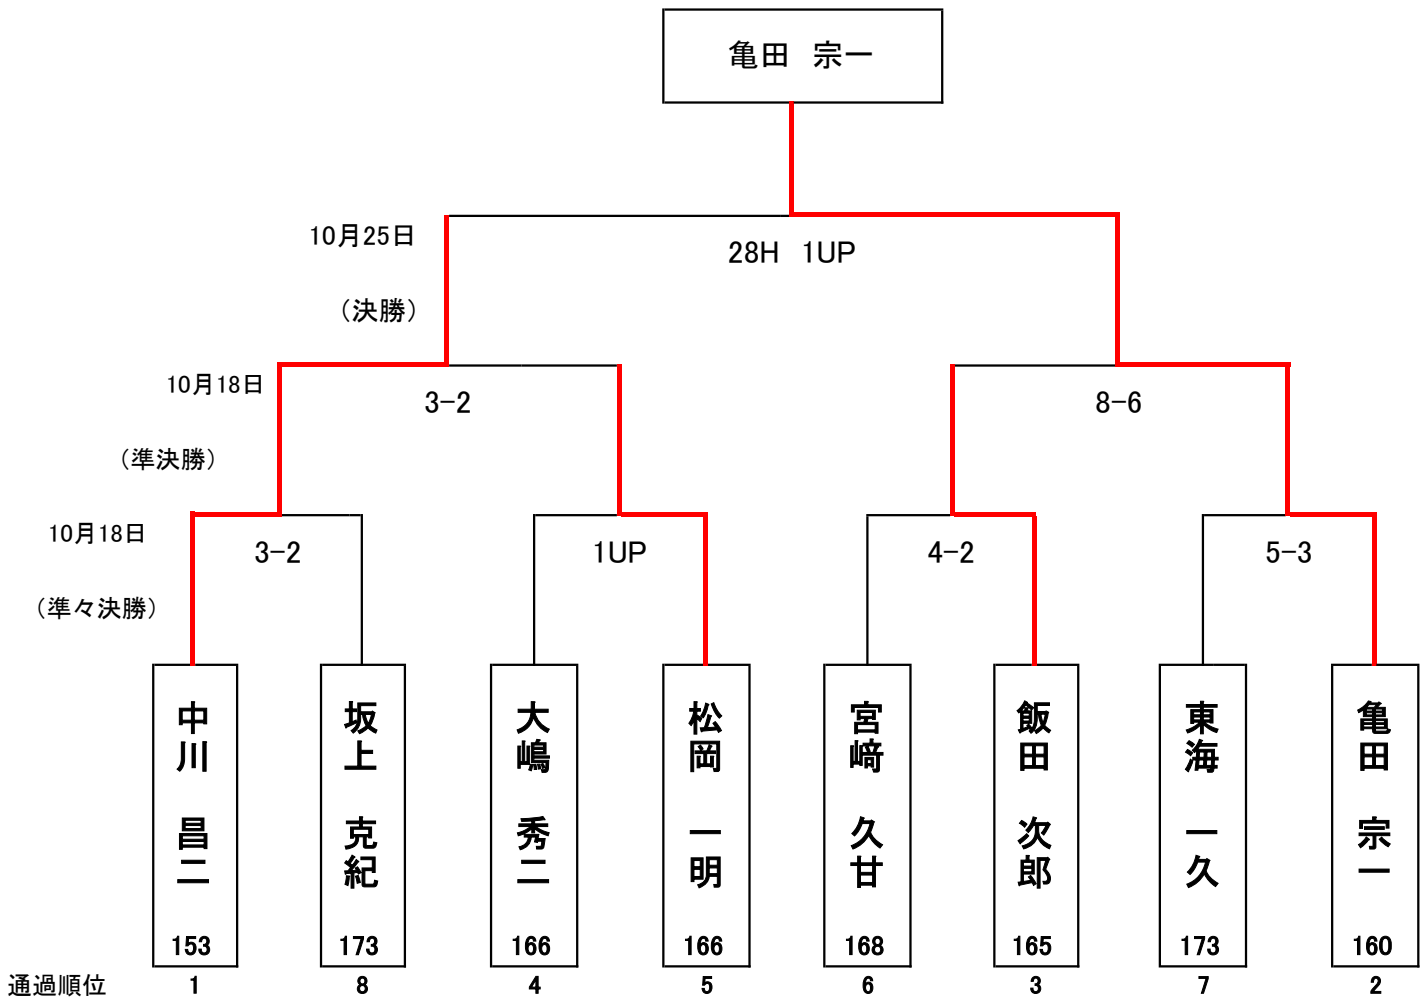 亀田　宗一
10月25日
28H　1UP
（決勝）
10月18日
3−2
8−6
（準決勝）
10月18日
3−2
1UP
4−2
5−3
（準々決勝）
中川　昌二
坂上　克紀
大嶋　秀二
松岡　一明
宮﨑　久甘
飯田　次郎
東海　一久
亀田　宗一
153 173 166 166 168 165 173 160
通過順位 1 8 4 5 6 3 7 2